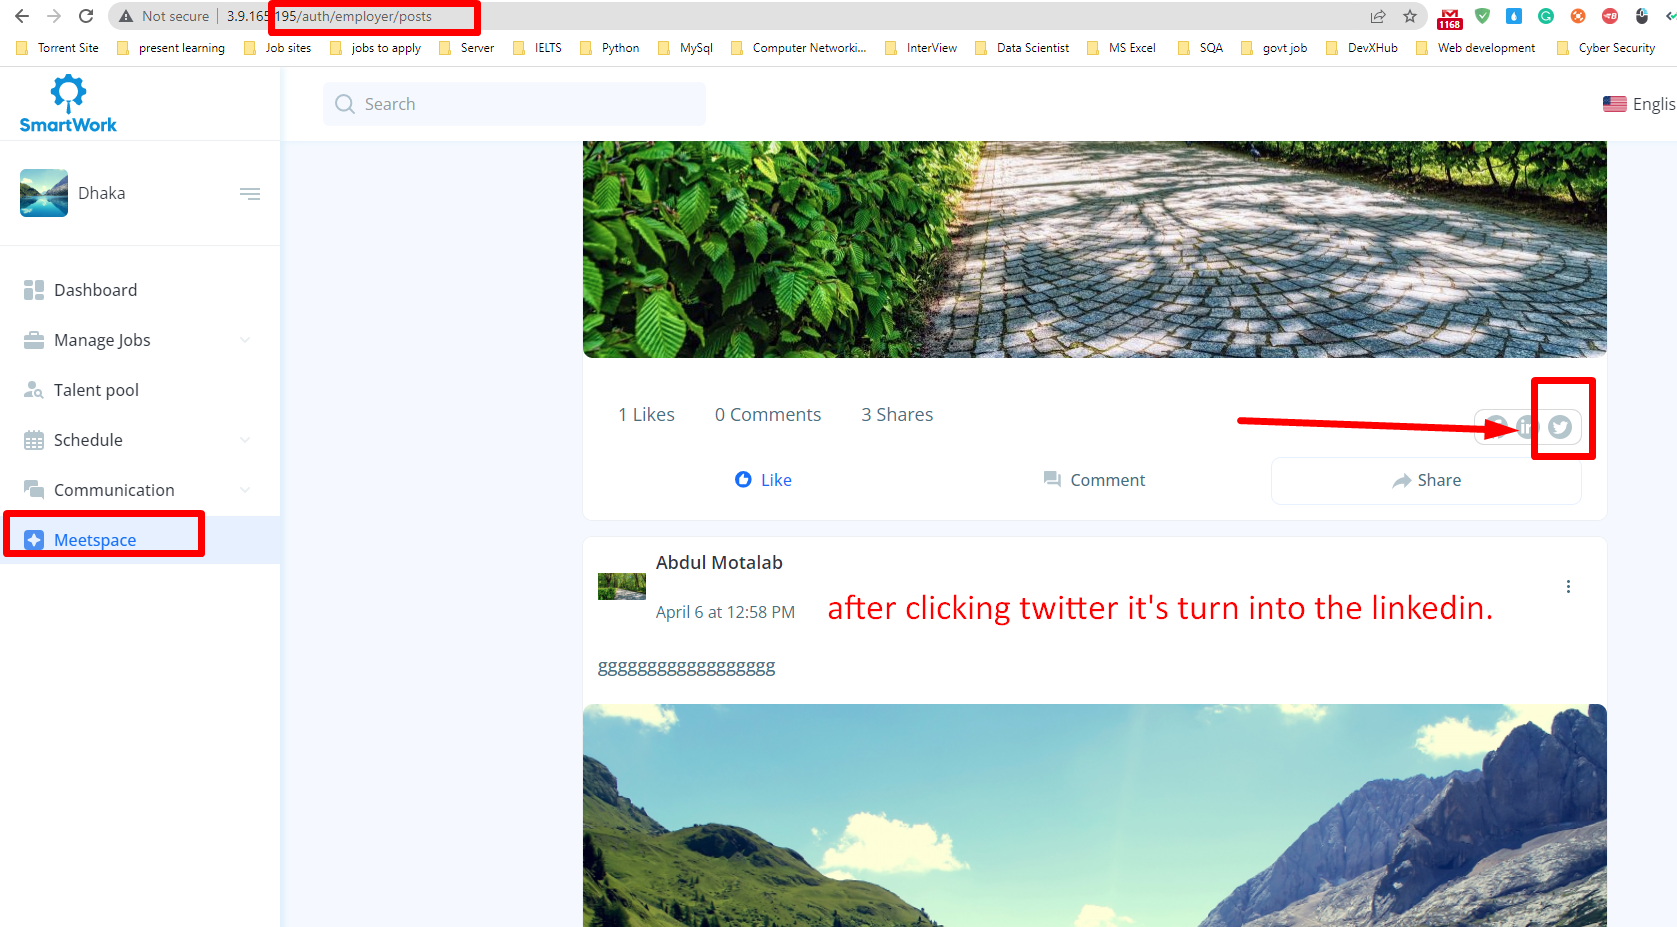 Not secure | 3.9.165.195/auth/employer/posts
1168
Torrent Site present learning Job sites jobs to apply Server IELTS Python MySql Computer Networki... InterView Data Scientist MS Excel SQA govt job DevXHub Web development Cyber Security
SmartWork
Search
Englis
Dhaka
Dashboard
Manage Jobs
Talent pool
Schedule
Communication
Meetspace
1 Likes 0 Comments 3 Shares
in
Like Comment Share
Abdul Motalab
April 6 at 12:58 PM
after clicking twitter it's turn into the linkedin.
gggggggggggggggggg